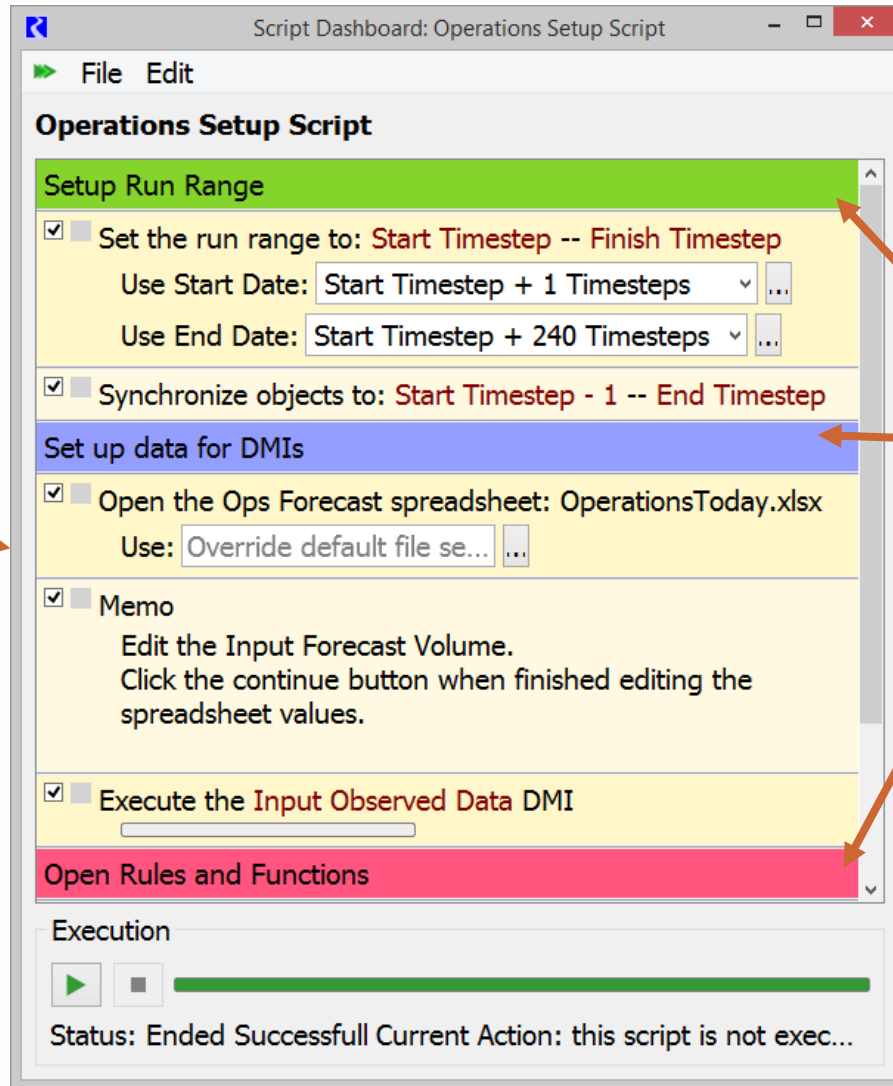 Script Dashboard: Operations Setup Script
File Edit
Operations Setup Script
Setup Run Range
Set the run range to: Start Timestep -- Finish Timestep
Use Start Date: Start Timestep + 1 Timesteps ...
Use End Date: Start Timestep + 240 Timesteps ...
Synchronize objects to: Start Timestep - 1 -- End Timestep
Set up data for DMIs
Open the Ops Forecast spreadsheet: OperationsToday.xlsx
Use: Override default file se... ...
Memo
Edit the Input Forecast Volume.
Click the continue button when finished editing the
spreadsheet values.
Execute the Input Observed Data DMI
Open Rules and Functions
Execution
Status: Ended Successfull Current Action: this script is not exec...